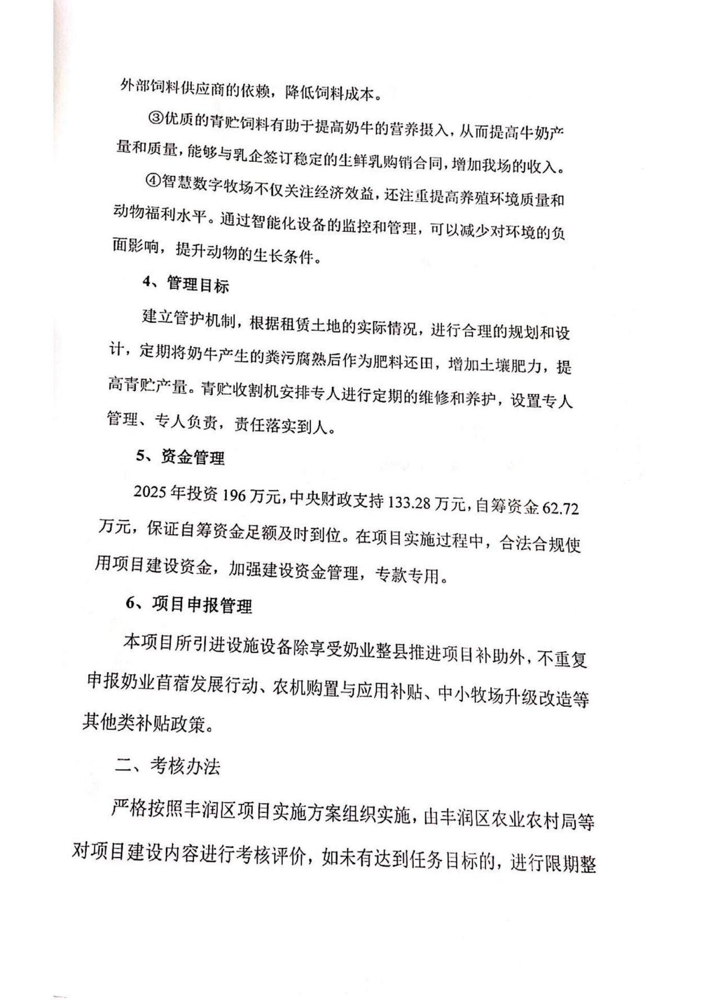 外部饲料供应商的依赖，降低饲料成本。
③优质的青贮饲料有助于提高奶牛的营养摄入，从而提高牛奶产
量和质量，能够与乳企签订稳定的生鲜乳购销合同，增加我场的收入。
④智慧数字牧场不仅关注经济效益，还注重提高养殖环境质量和
动物福利水平。通过智能化设备的监控和管理，可以减少对环境的负
面影响，提升动物的生长条件。
4、管理目标
建立管护机制，根据租赁土地的实际情况，进行合理的规划和设
计，定期将奶牛产生的粪污腐熟后作为肥料还田，增加土壤肥力，提
高青贮产量。青贮收割机安排专人进行定期的维修和养护，设置专人
管理、专人负责，责任落实到人。
5、资金管理
2025年投资196万元，中央财政支持133.28万元，自筹资金62.72
万元，保证自筹资金足额及时到位。在项目实施过程中，合法合规使
用项目建设资金，加强建设资金管理，专款专用。
6、项目申报管理
本项目所引进设施设备除享受奶业整县推进项目补助外，不重复
申报奶业苜蓿发展行动、农机购置与应用补贴、中小牧场升级改造等
其他类补贴政策。
二、考核办法
严格按照丰润区项目实施方案组织实施，由丰润区农业农村局等
对项目建设内容进行考核评价，如未有达到任务目标的，进行限期整